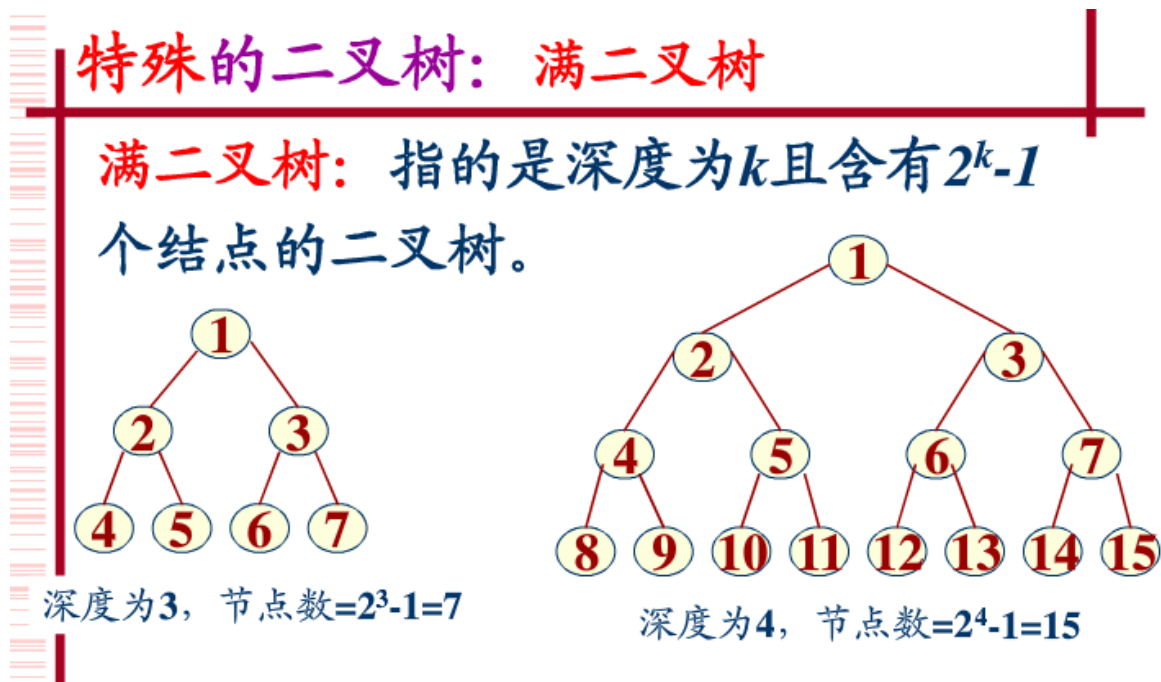 特殊的二叉树：满二叉树
满二叉树：指的是深度为k且含有2^k-1
个结点的二叉树。
1
2 3
4 5 6 7
深度为3，节点数=2³-1=7
1
2 3
4 5 6 7
8 9 10 11 12 13 14 15
深度为4，节点数=2⁴-1=15